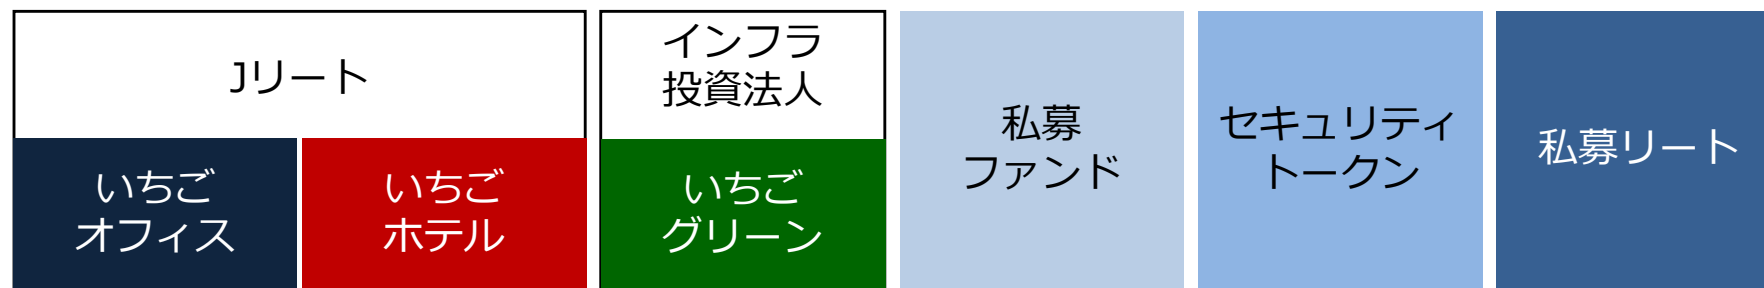 Jリート
いちご
オフィス
いちご
ホテル
インフラ
投資法人
いちご
グリーン
私募
ファンド
セキュリティ
トークン
私募リート